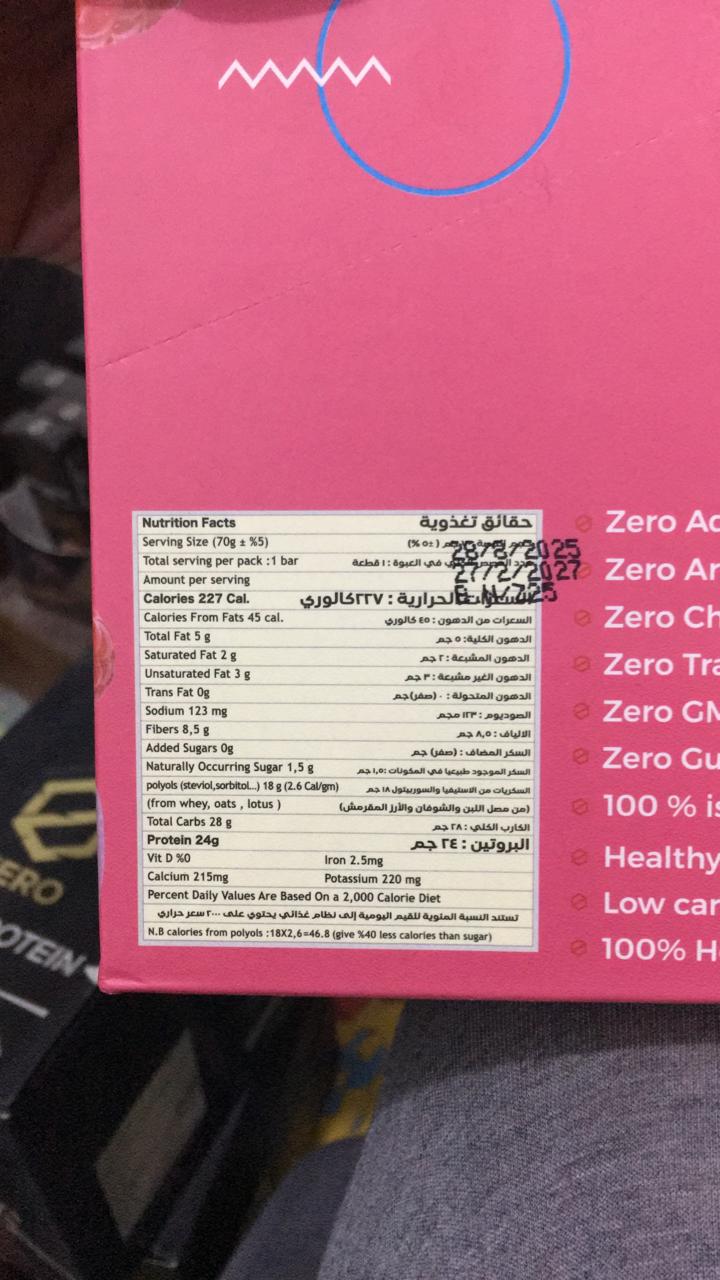 Nutrition Facts حقائق تغذوية
Serving Size (70g ± %5) (± ٥ %)
Total serving per pack :1 bar في العبوة : ١ قطعة
Amount per serving
28/8/2025
27/2/2027
Calories 227 Cal. السعرات الحرارية : ٢٢٧كالوري
Calories From Fats 45 cal. السعرات من الدهون : ٤٥ كالوري
Total Fat 5 g الدهون الكلية: ٥ جم
Saturated Fat 2 g الدهون المشبعة : ٢ جم
Unsaturated Fat 3 g الدهون الغير مشبعة : ٣ جم
Trans Fat 0g الدهون المتحولة : ٠ (صفر)جم
Sodium 123 mg الصوديوم : ١٢٣ مجم
Fibers 8,5 g الالياف : ٨,٥ جم
Added Sugars 0g السكر المضاف : (صفر) جم
Naturally Occurring Sugar 1,5 g السكر الموجود طبيعيا في المكونات :١,٥ جم
polyols (steviol,sorbitol...) 18 g (2.6 Cal/gm) السكريات من الاستيفيا والسوربيتول ١٨ جم
(from whey, oats , lotus ) (من مصل اللبن والشوفان والأرز المقرمش)
Total Carbs 28 g الكارب الكلي : ٢٨ جم
Protein 24g البروتين : ٢٤ جم
Vit D %0 Iron 2.5mg
Calcium 215mg Potassium 220 mg
Percent Daily Values Are Based On a 2,000 Calorie Diet
تستند النسبة المئوية للقيم اليومية إلى نظام غذائي يحتوي على ٢٠٠٠ سعر حراري
N.B calories from polyols :18X2,6=46.8 (give %40 less calories than sugar)
Zero
Zero
Zero
Zero
Zero
Zero
100 %
Healthy
Low
100%